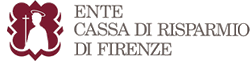 ENTE
CASSA DI RISPARMIO
DI FIRENZE